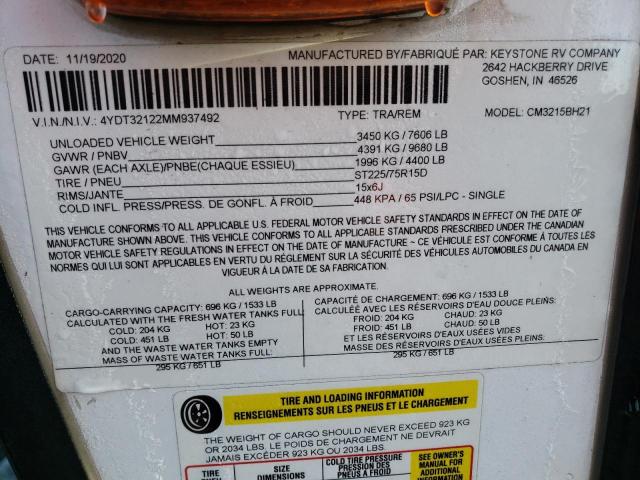 DATE: 11/19/2020
MANUFACTURED BY/FABRIQUÉ PAR: KEYSTONE RV COMPANY
2642 HACKBERRY DRIVE
GOSHEN, IN 46526
V.I.N./N.I.V.: 4YDT32122MM937492 TYPE: TRA/REM MODEL: CM3215BH21
UNLOADED VEHICLE WEIGHT 3450 KG / 7606 LB
GVWR / PNBV 4391 KG / 9680 LB
GAWR (EACH AXLE)/PNBE(CHAQUE ESSIEU) 1996 KG / 4400 LB
TIRE / PNEU ST225/75R15D
RIMS/JANTE 15x6J
COLD INFL. PRESS/PRESS. DE GONFL. À FROID 448 KPA / 65 PSI/LPC - SINGLE
THIS VEHICLE CONFORMS TO ALL APPLICABLE U.S. FEDERAL MOTOR VEHICLE SAFETY STANDARDS IN EFFECT ON THE DATE OF
MANUFACTURE SHOWN ABOVE. THIS VEHICLE CONFORMS TO ALL APPLICABLE STANDARDS PRESCRIBED UNDER THE CANADIAN
MOTOR VEHICLE SAFETY REGULATIONS IN EFFECT ON THE DATE OF MANUFACTURE ~ CE VÉHICULE EST CONFORME À TOUTES LES
NORMES QUI LUI SONT APPLICABLES EN VERTU DU RÉGLEMENT SUR LA SÉCURITÉ DES VÉHICULES AUTOMOBILES DU CANADA EN
VIGUEUR À LA DATE DE SA FABRICATION.
ALL WEIGHTS ARE APPROXIMATE.
CARGO-CARRYING CAPACITY: 696 KG / 1533 LB
CALCULATED WITH THE FRESH WATER TANKS FULL
COLD: 204 KG HOT: 23 KG
COLD: 451 LB HOT: 50 LB
AND THE WASTE WATER TANKS EMPTY
MASS OF WASTE WATER TANKS FULL:
295 KG / 651 LB
CAPACITÉ DE CHARGEMENT: 696 KG / 1533 LB
CALCULÉE AVEC LES RÉSERVOIRS D'EAU DOUCE PLEINS:
FROID: 204 KG CHAUD: 23 KG
FROID: 451 LB CHAUD: 50 LB
ET LES RÉSERVOIRS D'EAUX USÉES VIDES
MASSE DES RÉSERVOIRS D'EAUX USÉES PLEINS:
295 KG / 651 LB
TIRE AND LOADING INFORMATION
RENSEIGNEMENTS SUR LES PNEUS ET LE CHARGEMENT
THE WEIGHT OF CARGO SHOULD NEVER EXCEED 923 KG
OR 2034 LBS. LE POIDS DE CHARGEMENT NE DEVRAIT
JAMAIS EXCÉDER 923 KG OU 2034 LBS.
TIRE
PNEU
SIZE
DIMENSIONS
COLD TIRE PRESSURE
PRESSION DES
PNEUS À FROID
SEE OWNER'S
MANUAL FOR
ADDITIONAL
INFORMATION